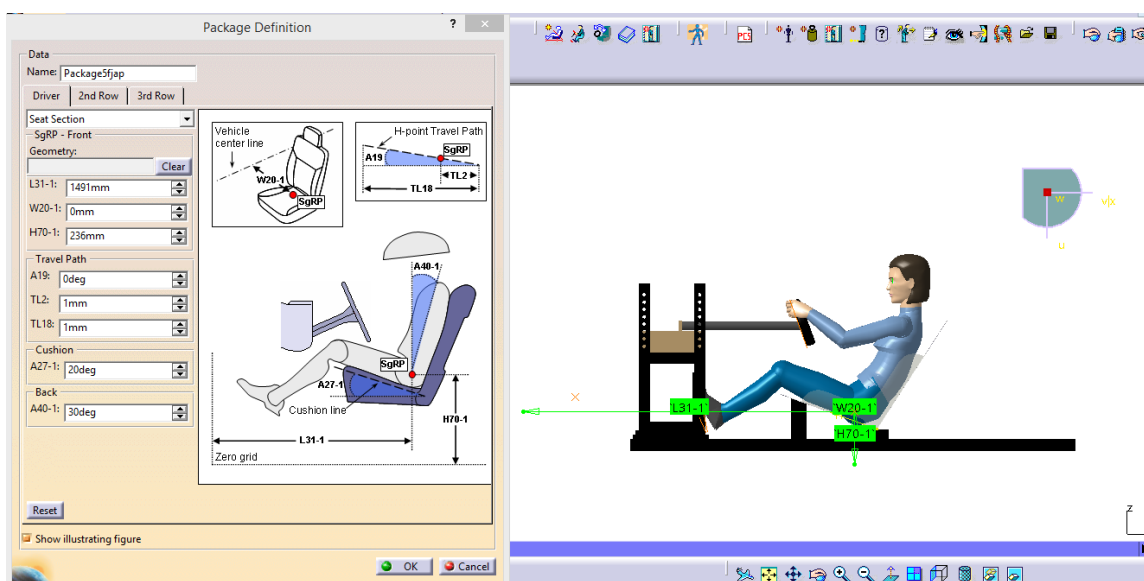 Package Definition
? ×
Data
Name: Package5fjap
Driver 2nd Row 3rd Row
Seat Section
SgRP - Front
Geometry:
Clear
L31-1: 1491mm
W20-1: 0mm
H70-1: 236mm
Travel Path
A19: 0deg
TL2: 1mm
TL18: 1mm
Cushion
A27-1: 20deg
Back
A40-1: 30deg
Reset
Show illustrating figure
OK Cancel
Vehicle
center line
W20-1
SgRP
H-point Travel Path
A19
SgRP
TL2
TL18
A40-1
SgRP
A27-1
Cushion line
H70-1
L31-1
Zero grid
PCS
?
w
v|X
u
X
`L31-1`
`W20-1`
`H70-1`
z